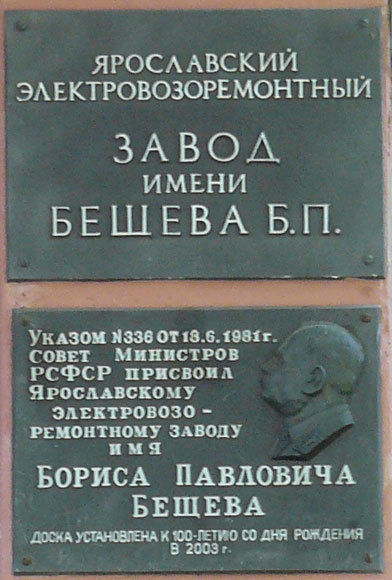 ЯРОСЛАВСКИЙ
ЭЛЕКТРОВОЗОРЕМОНТНЫЙ
ЗАВОД
ИМЕНИ
БЕЩЕВА Б.П.
УКАЗОМ N336 ОТ 18.6.1981г.
СОВЕТ МИНИСТРОВ
РСФСР ПРИСВОИЛ
ЯРОСЛАВСКОМУ
ЭЛЕКТРОВОЗО-
РЕМОНТНОМУ ЗАВОДУ
ИМЯ
БОРИСА ПАВЛОВИЧА
БЕЩЕВА
ДОСКА УСТАНОВЛЕНА К 100-ЛЕТИЮ СО ДНЯ РОЖДЕНИЯ
В 2003 г.